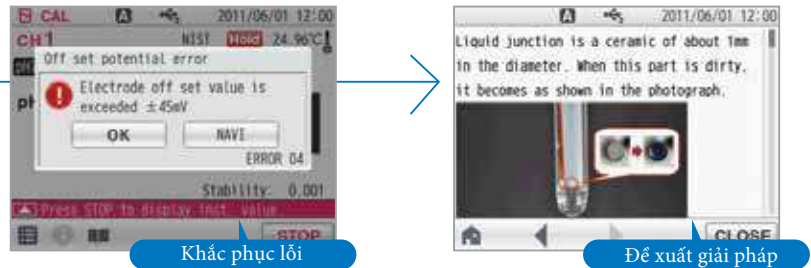 CAL A 2011/06/01 12:00
CH1 NIST Hold 24.96℃
Off set potential error
Electrode off set value is
exceeded ±45mV
OK NAVI
ERROR 04
Stability: 0.001
Press STOP to display inst. value
STOP
Khắc phục lỗi
A 2011/06/01 12:00
Liquid junction is a ceramic of about 1mm
in the diameter. When this part is dirty,
it becomes as shown in the photograph.
CLOSE
Để xuất giải pháp